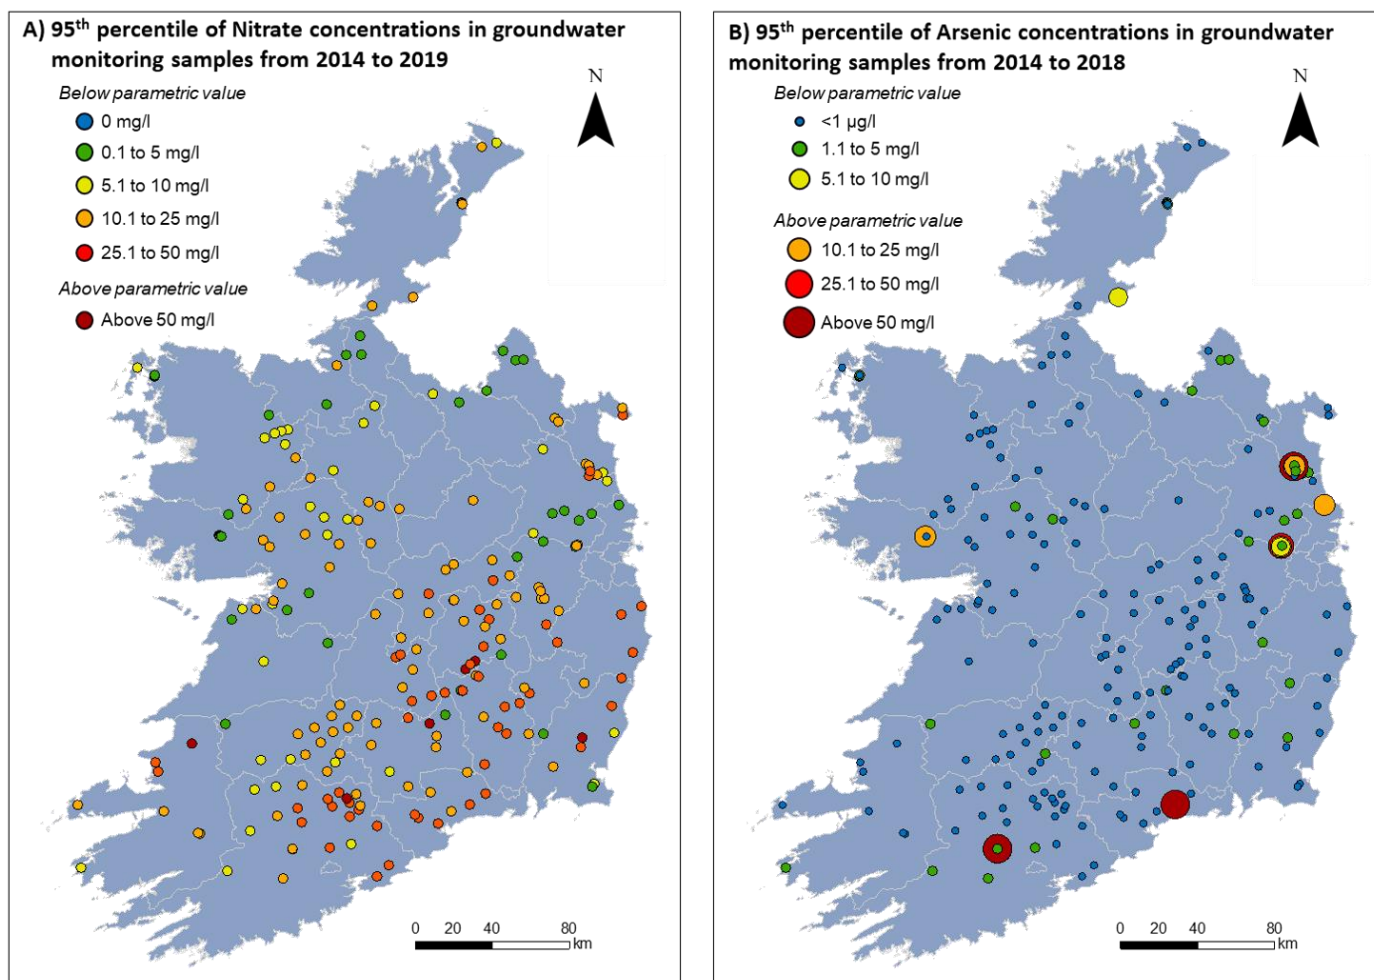 A) 95th percentile of Nitrate concentrations in groundwater
monitoring samples from 2014 to 2019
Below parametric value
0 mg/l
0.1 to 5 mg/l
5.1 to 10 mg/l
10.1 to 25 mg/l
25.1 to 50 mg/l
Above parametric value
Above 50 mg/l
N
0 20 40 80
km
B) 95th percentile of Arsenic concentrations in groundwater
monitoring samples from 2014 to 2018
Below parametric value
<1 µg/l
1.1 to 5 mg/l
5.1 to 10 mg/l
Above parametric value
10.1 to 25 mg/l
25.1 to 50 mg/l
Above 50 mg/l
N
0 20 40 80
km